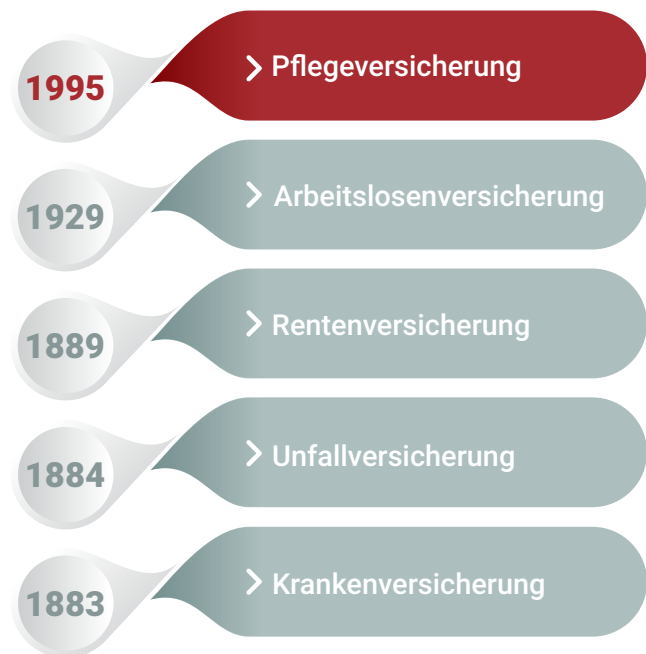 1995 Pflegeversicherung
1929 Arbeitslosenversicherung
1889 Rentenversicherung
1884 Unfallversicherung
1883 Krankenversicherung